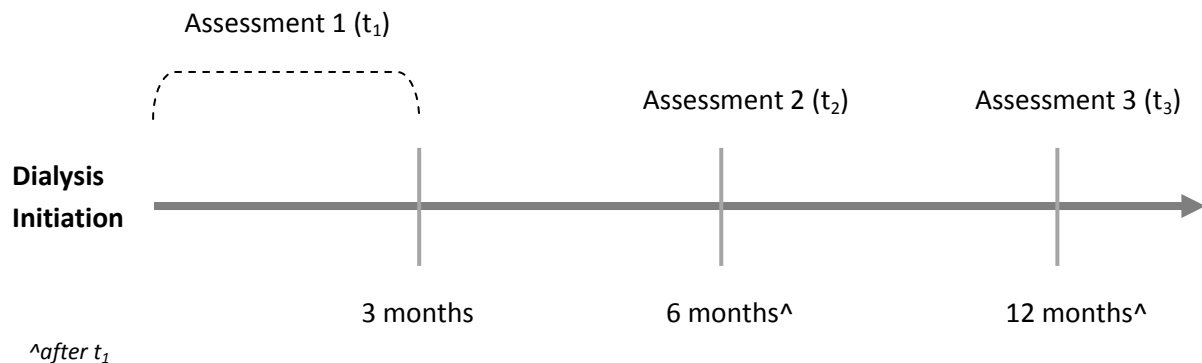 Assessment 1 (t₁)
Assessment 2 (t₂)
Assessment 3 (t₃)
Dialysis
Initiation
3 months
6 months^
12 months^
^after t₁